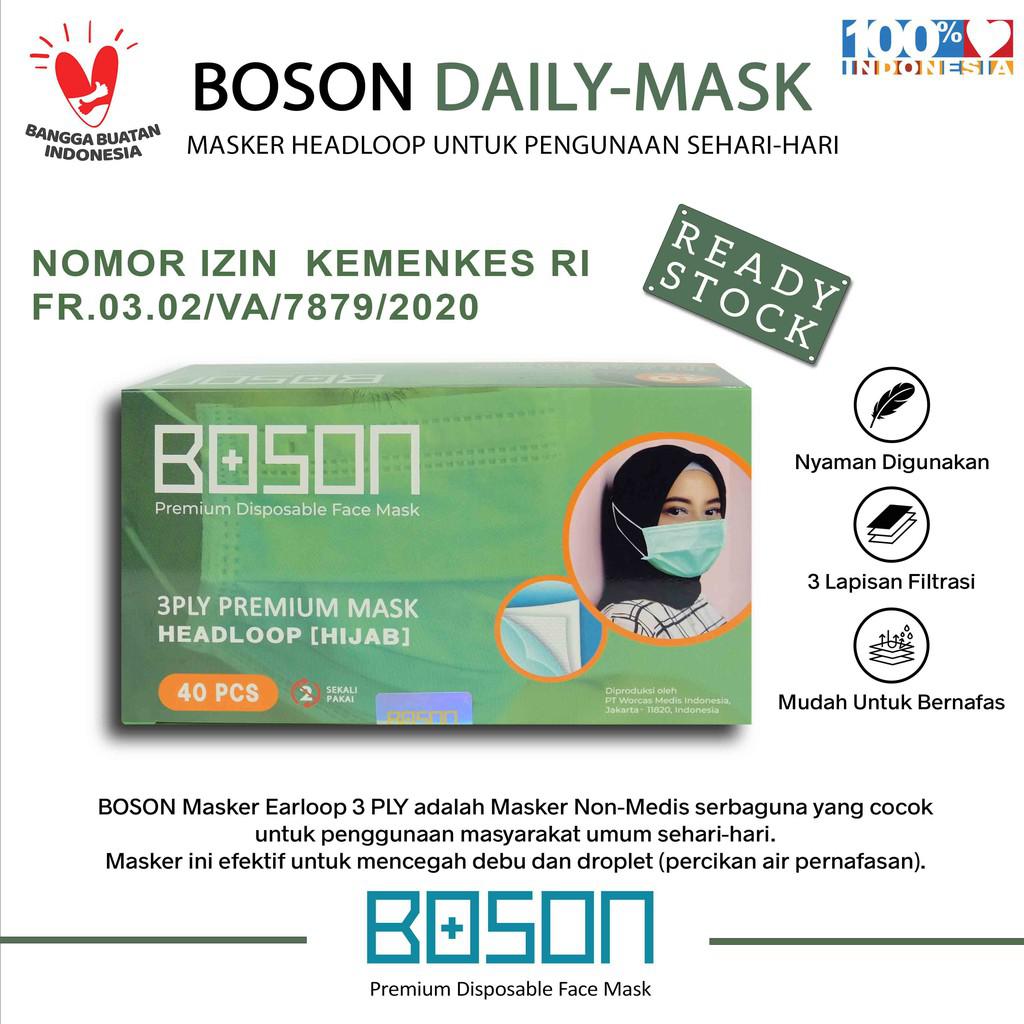 BANGGA BUATAN
INDONESIA
100%
INDONESIA
BOSON DAILY-MASK
MASKER HEADLOOP UNTUK PENGUNAAN SEHARI-HARI
NOMOR IZIN KEMENKES RI
FR.03.02/VA/7879/2020
READY
STOCK
BOSON
40
BOSON
Premium Disposable Face Mask
3PLY PREMIUM MASK
HEADLOOP [HIJAB]
40 PCS
2
SEKALI
PAKAI
BOSON
Diproduksi oleh
PT Worcas Medis Indonesia,
Jakarta - 11820, Indonesia
Nyaman Digunakan
3 Lapisan Filtrasi
Mudah Untuk Bernafas
BOSON Masker Earloop 3 PLY adalah Masker Non-Medis serbaguna yang cocok
untuk penggunaan masyarakat umum sehari-hari.
Masker ini efektif untuk mencegah debu dan droplet (percikan air pernafasan).
BOSON
Premium Disposable Face Mask